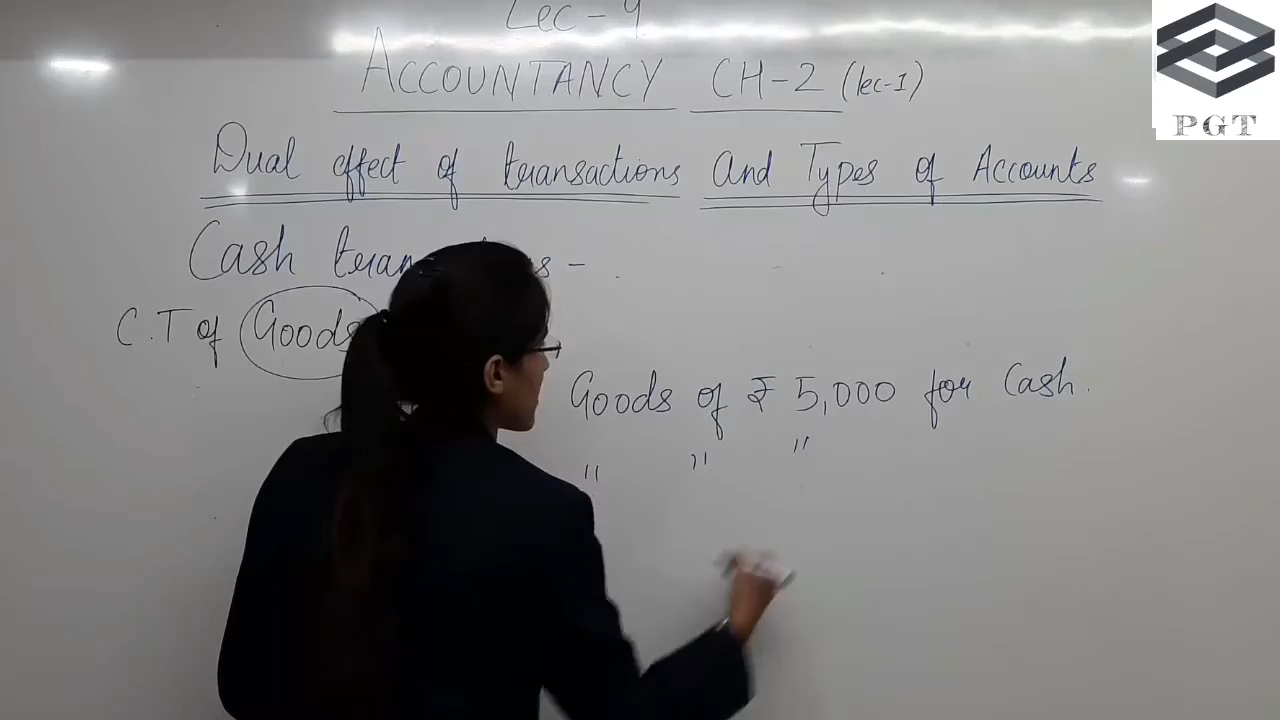 Lec - 9
ACCOUNTANCY CH-2 (lec-1)
Dual effect of transactions And Types of Accounts
Cash
C.T of Goods
Goods of ₹ 5,000 for Cash.
" " "
PGT